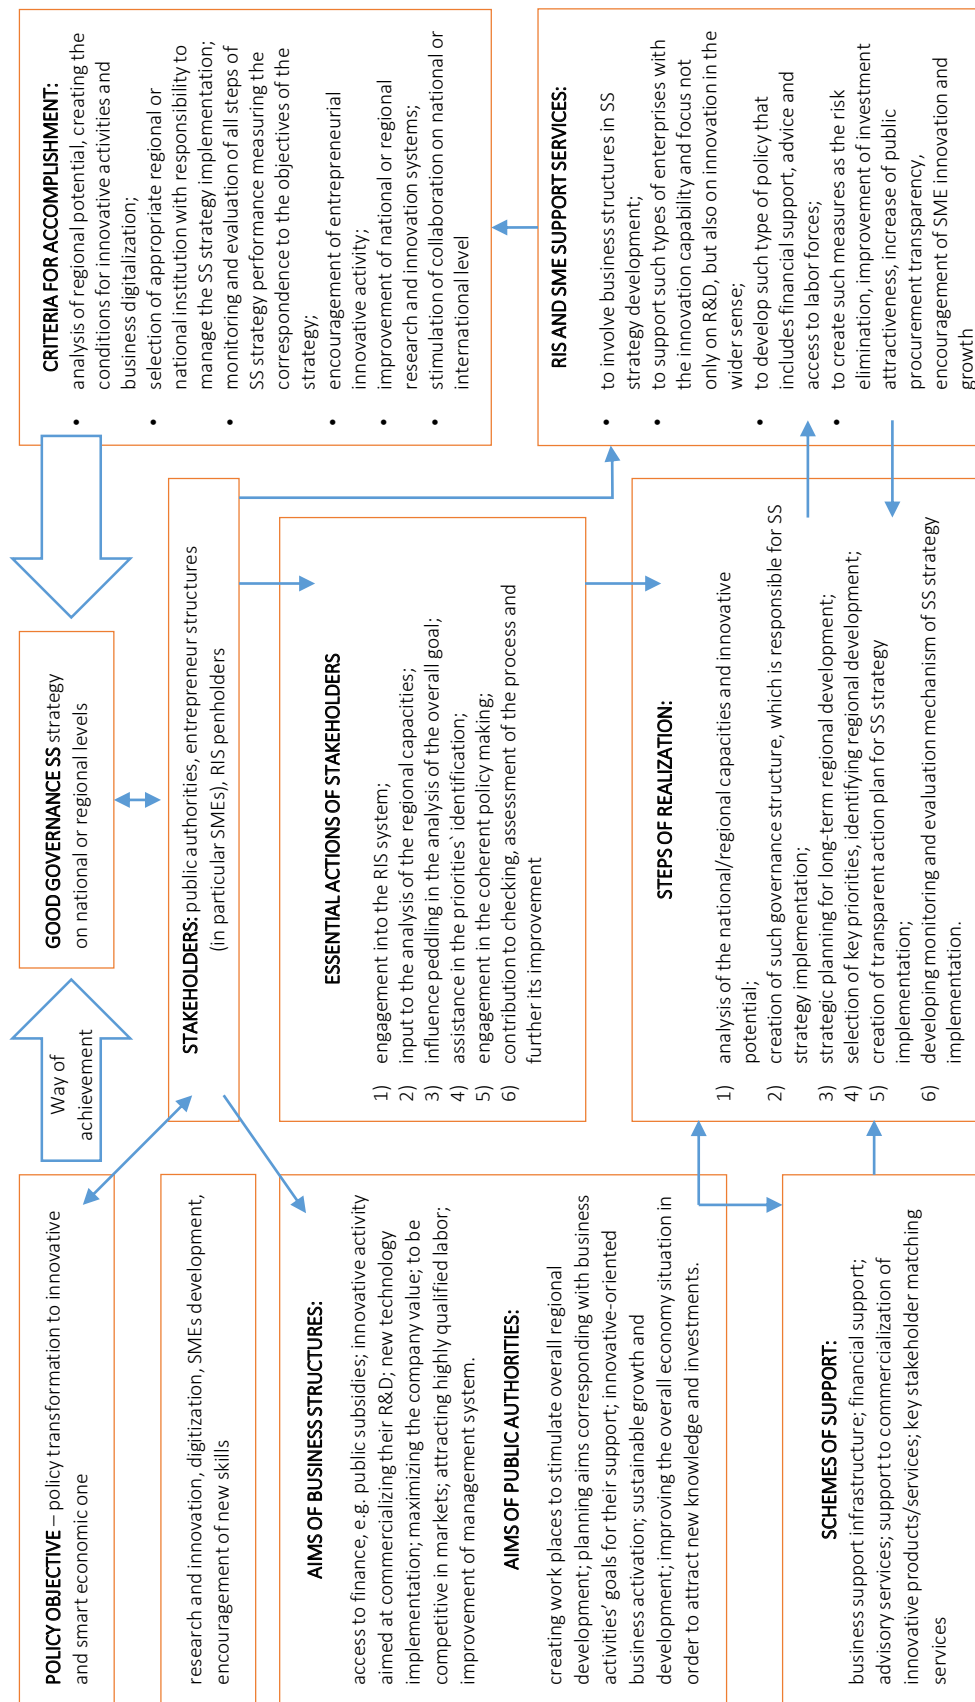 POLICY OBJECTIVE – policy transformation to innovative
and smart economic one
Way of
achievement
GOOD GOVERNANCE SS strategy
on national or regional levels
CRITERIA FOR ACCOMPLISHMENT:
• analysis of regional potential, creating the
conditions for innovative activities and
business digitalization;
• selection of appropriate regional or
national institution with responsibility to
manage the SS strategy implementation;
• monitoring and evaluation of all steps of
SS strategy performance measuring the
correspondence to the objectives of the
strategy;
• encouragement of entrepreneurial
innovative activity;
• improvement of national or regional
research and innovation systems;
• stimulation of collaboration on national or
international level
research and innovation, digitization, SMEs development,
encouragement of new skills
STAKEHOLDERS: public authorities, entrepreneur structures
(in particular SMEs), RIS penholders
AIMS OF BUSINESS STRUCTURES:
access to finance, e.g. public subsidies; innovative activity
aimed at commercializing their R&D; new technology
implementation; maximizing the company value; to be
competitive in markets; attracting highly qualified labor;
improvement of management system.
AIMS OF PUBLIC AUTHORITIES:
creating work places to stimulate overall regional
development; planning aims corresponding with business
activities’ goals for their support; innovative-oriented
business activation; sustainable growth and
development; improving the overall economy situation in
order to attract new knowledge and investments.
ESSENTIAL ACTIONS OF STAKEHOLDERS
1) engagement into the RIS system;
2) input to the analysis of the regional capacities;
3) influence pedding in the analysis of the overall goal;
4) assistance in the priorities` identification;
5) engagement in the coherent policy making;
6) contribution to checking, assessment of the process and
further its improvement
RIS AND SME SUPPORT SERVICES:
• to involve business structures in SS
strategy development;
• to support such types of enterprises with
the innovation capability and focus not
only on R&D, but also on innovation in the
wider sense;
• to develop such type of policy that
includes financial support, advice and
access to labor forces;
• to create such measures as the risk
elimination, improvement of investment
attractiveness, increase of public
procurement transparency,
encouragement of SME innovation and
growth
STEPS OF REALIZATION:
1) analysis of the national/regional capacities and innovative
potential;
2) creation of such governance structure, which is responsible for SS
strategy implementation;
3) strategic planning for long-term regional development;
4) selection of key priorities, identifying regional development;
5) creation of transparent action plan for SS strategy
implementation;
6) developing monitoring and evaluation mechanism of SS strategy
implementation.
SCHEMES OF SUPPORT:
business support infrastructure; financial support;
advisory services; support to commercialization of
innovative products/services; key stakeholder matching
services